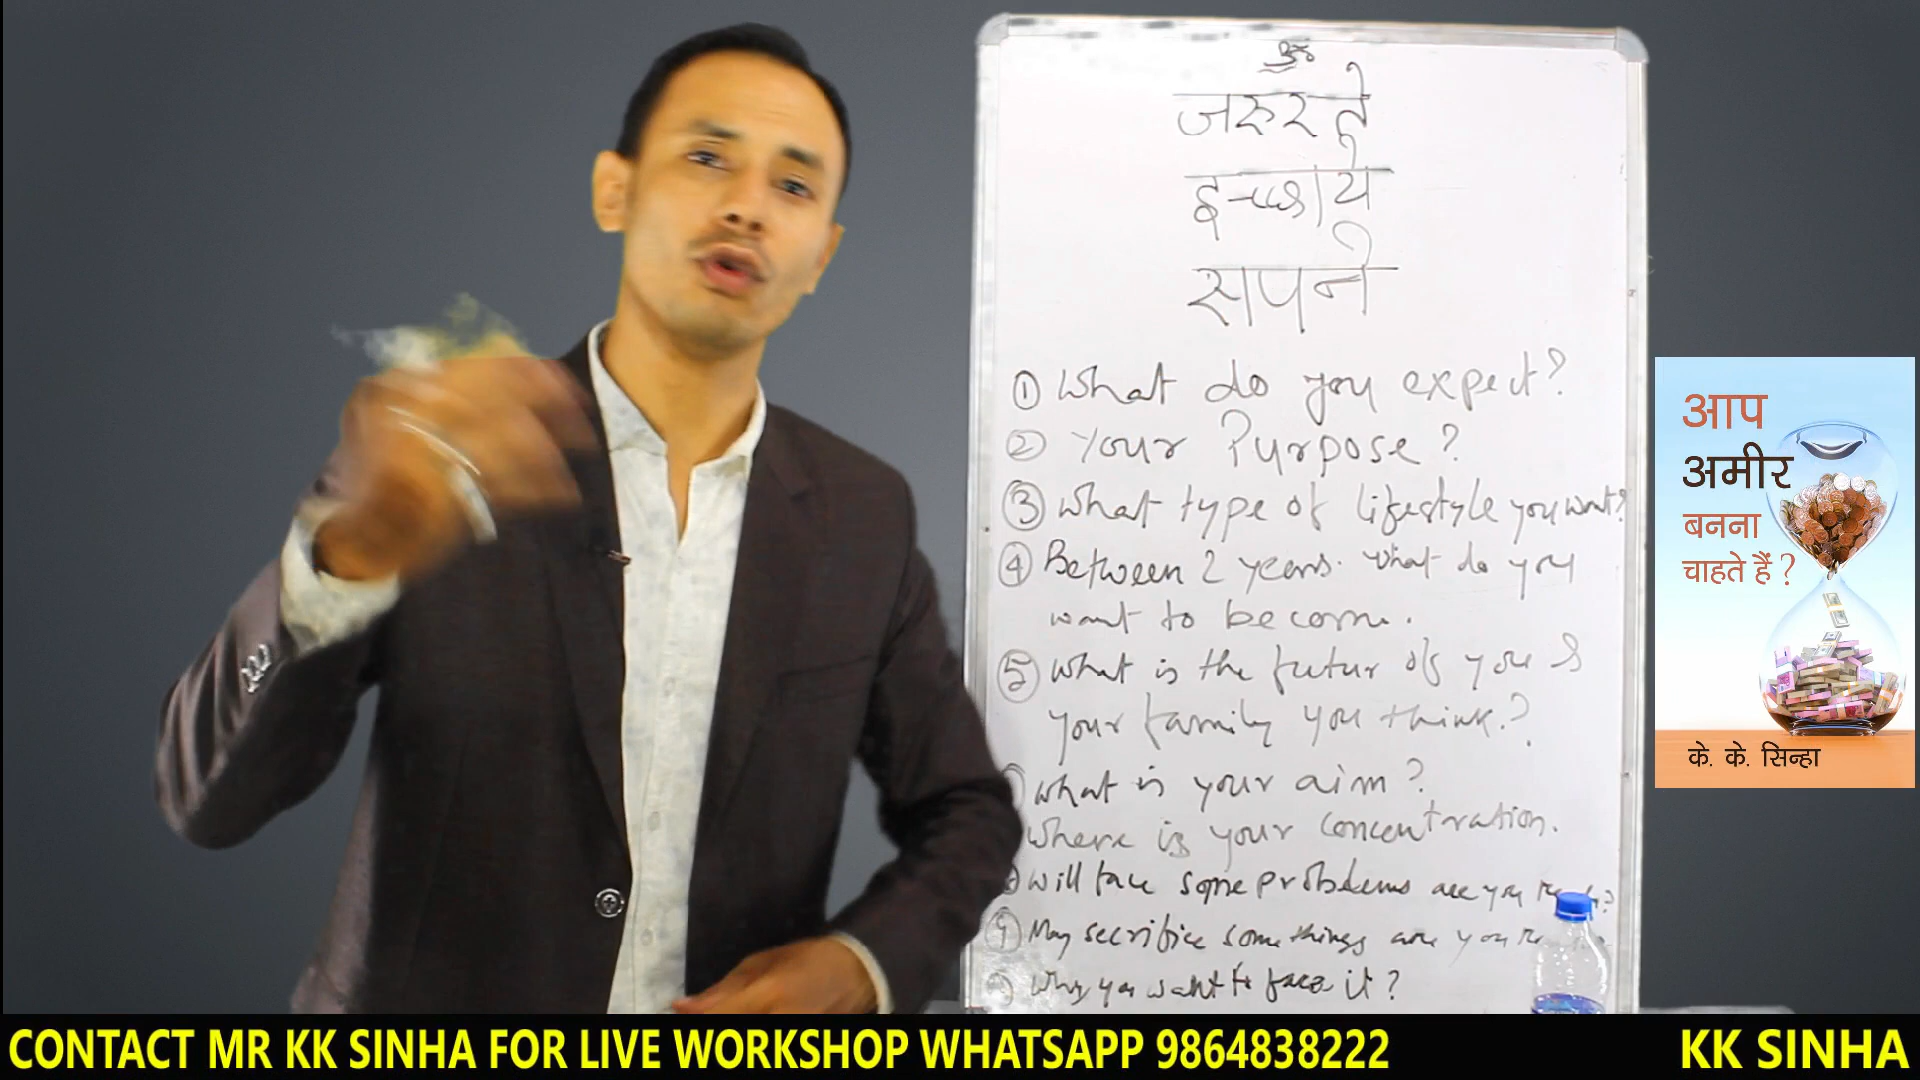 ॐ
जरुरते
इच्छाये
सपने
① What do you expect?
② Your Purpose?
③ What type of lifestyle you want?
④ Between 2 years. What do you
want to become.
⑤ What is the futur of you &
your family you think.?
What is your aim?
Where is your concentration.
will face some problems are you
⑨ May secrifice some things are you
Why you want to face it?
आप
अमीर
बनना
चाहते हैं ?
के. के. सिन्हा
CONTACT MR KK SINHA FOR LIVE WORKSHOP WHATSAPP 9864838222
KK SINHA